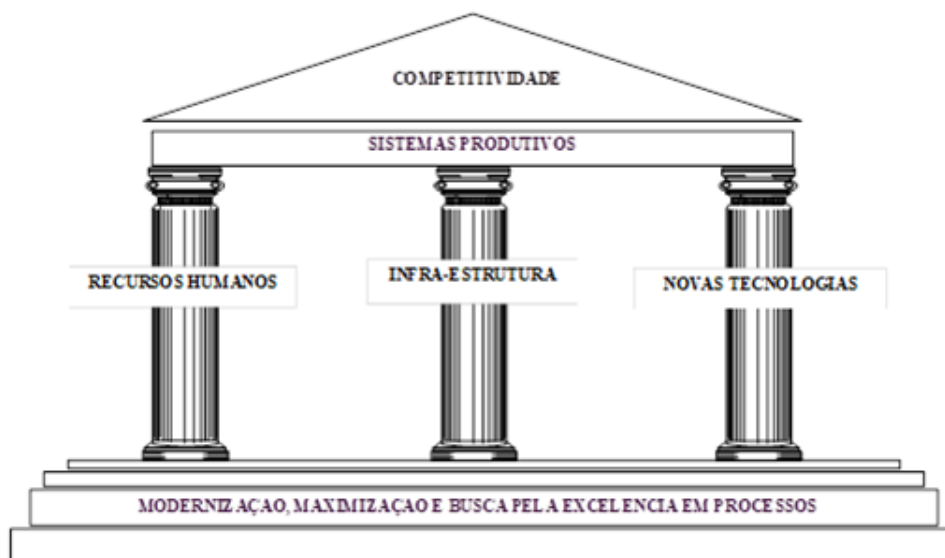 COMPETITIVIDADE
SISTEMAS PRODUTIVOS
RECURSOS HUMANOS
INFRA-ESTRUTURA
NOVAS TECNOLOGIAS
MODERNIZAÇAO, MAXIMIZAÇAO E BUSCA PELA EXCELENCIA EM PROCESSOS